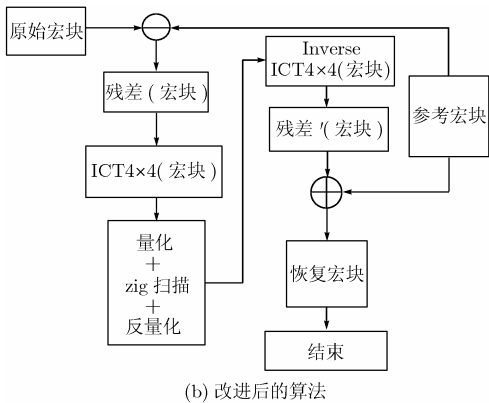 原始宏块
残差 ( 宏块 )
ICT4×4( 宏块 )
量化
+
zig 扫描
+
反量化
Inverse
ICT4×4(宏块)
残差 ′( 宏块 )
参考宏块
恢复宏块
结束
(b) 改进后的算法